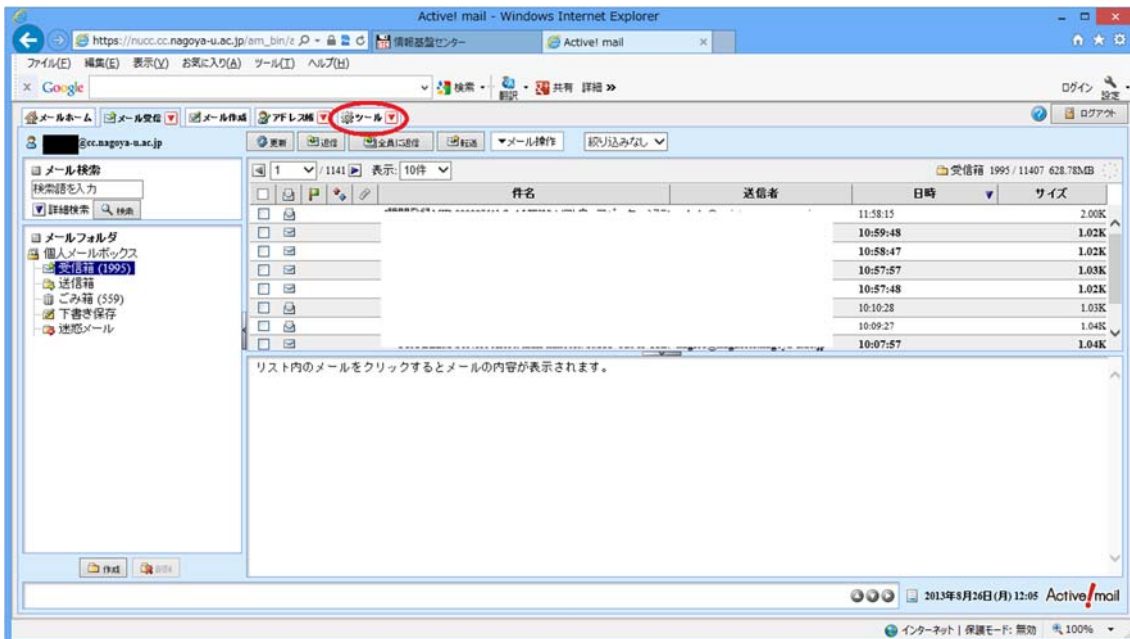 Active! mail - Windows Internet Explorer
https://nucc.cc.nagoya-u.ac.jp/am_bin/
情報基盤センター
Active! mail
ファイル(F) 編集(E) 表示(V) お気に入り(A) ツール(T) ヘルプ(H)
Google 検索 翻訳 共有 詳細 » ログイン 設定
メールホーム メール受信 メール作成 アドレス帳 ツール ログアウト
@cc.nagoya-u.ac.jp
更新 返信 全員に返信 転送 ▼メール操作 絞り込みなし
メール検索
検索語を入力
詳細検索 検索
1 / 1141 表示: 10件
受信箱 1995 / 11407 628.78MB
件名 送信者 日時 ▼ サイズ
11:58:15 2.00K
10:59:48 1.02K
10:58:47 1.02K
10:57:57 1.03K
10:57:48 1.02K
10:10:28 1.03K
10:09:27 1.04K
10:07:57 1.04K
メールフォルダ
個人メールボックス
受信箱 (1995)
送信箱
ごみ箱 (559)
下書き保存
迷惑メール
リスト内のメールをクリックするとメールの内容が表示されます。
作成 削除
2013年8月26日(月) 12:05 Active! mail
インターネット | 保護モード: 無効 100%